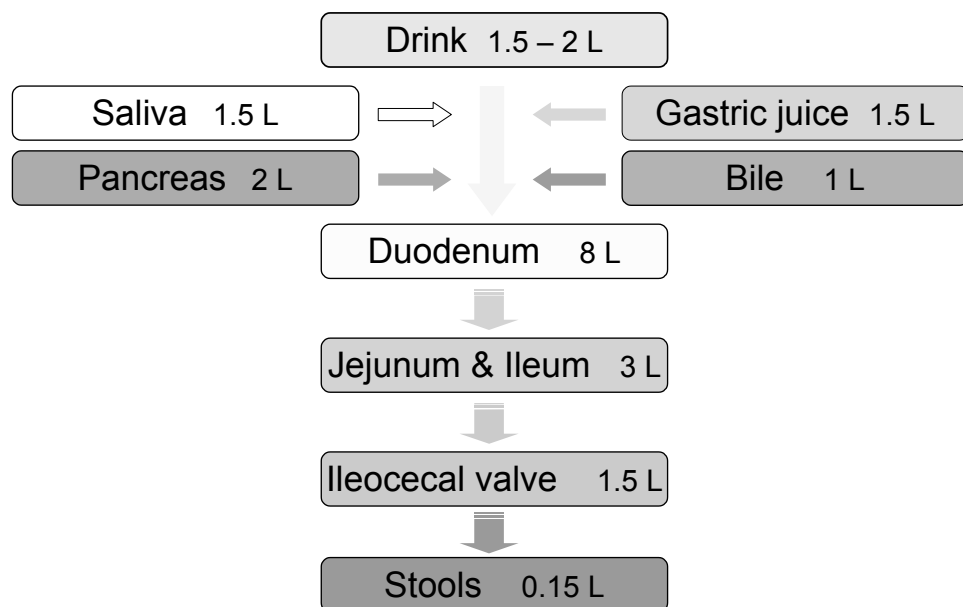 Drink 1.5 – 2 L
Saliva 1.5 L
Gastric juice 1.5 L
Pancreas 2 L
Bile 1 L
Duodenum 8 L
Jejunum & Ileum 3 L
Ileocecal valve 1.5 L
Stools 0.15 L